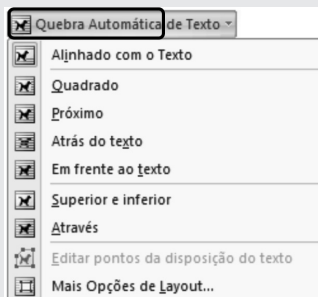 Quebra Automática de Texto
Alinhado com o Texto
Quadrado
Próximo
Atrás do texto
Em frente ao texto
Superior e inferior
Através
Editar pontos da disposição do texto
Mais Opções de Layout...